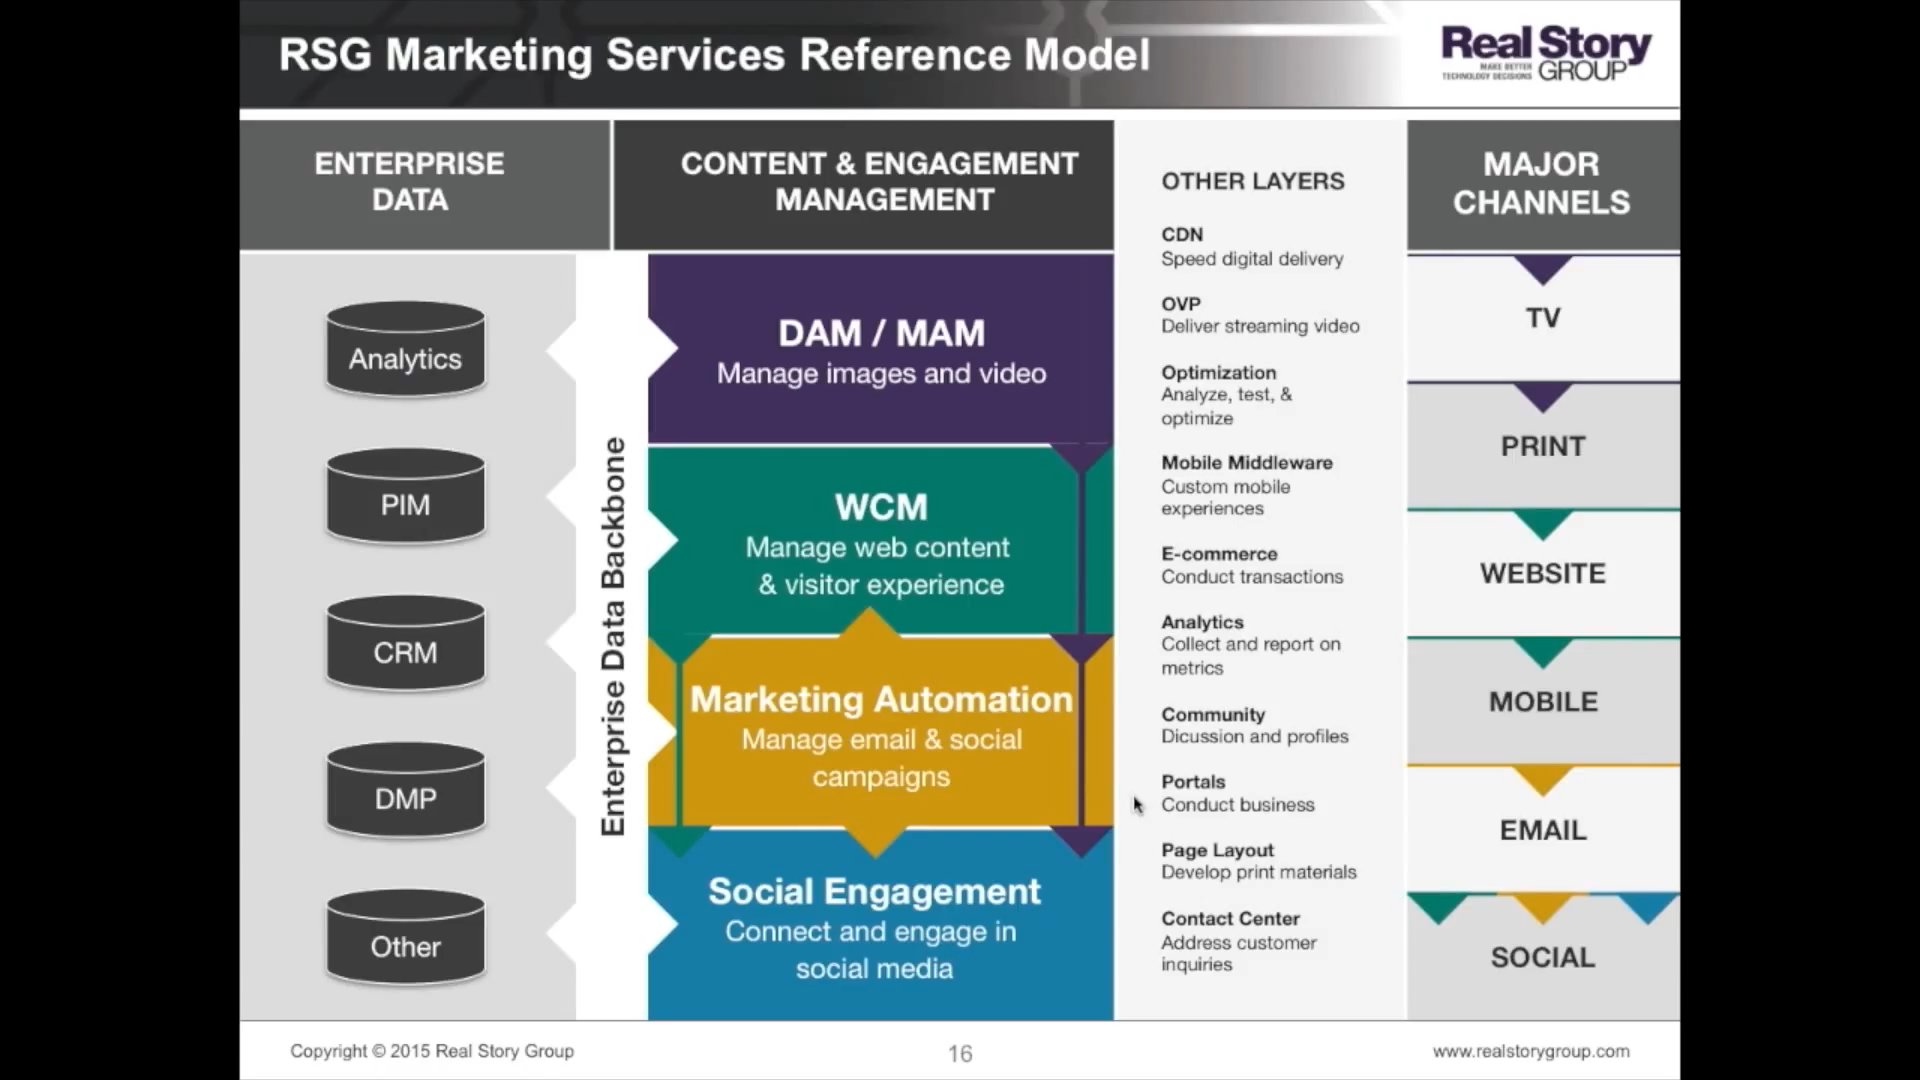 RSG Marketing Services Reference Model
Real Story
MAKE BETTER
TECHNOLOGY DECISIONS
GROUP
ENTERPRISE
DATA
Analytics
PIM
CRM
DMP
Other
Enterprise Data Backbone
CONTENT & ENGAGEMENT
MANAGEMENT
DAM / MAM
Manage images and video
WCM
Manage web content
& visitor experience
Marketing Automation
Manage email & social
campaigns
Social Engagement
Connect and engage in
social media
OTHER LAYERS
CDN
Speed digital delivery
OVP
Deliver streaming video
Optimization
Analyze, test, &
optimize
Mobile Middleware
Custom mobile
experiences
E-commerce
Conduct transactions
Analytics
Collect and report on
metrics
Community
Dicussion and profiles
Portals
Conduct business
Page Layout
Develop print materials
Contact Center
Address customer
inquiries
MAJOR
CHANNELS
TV
PRINT
WEBSITE
MOBILE
EMAIL
SOCIAL
Copyright © 2015 Real Story Group
16
www.realstorygroup.com